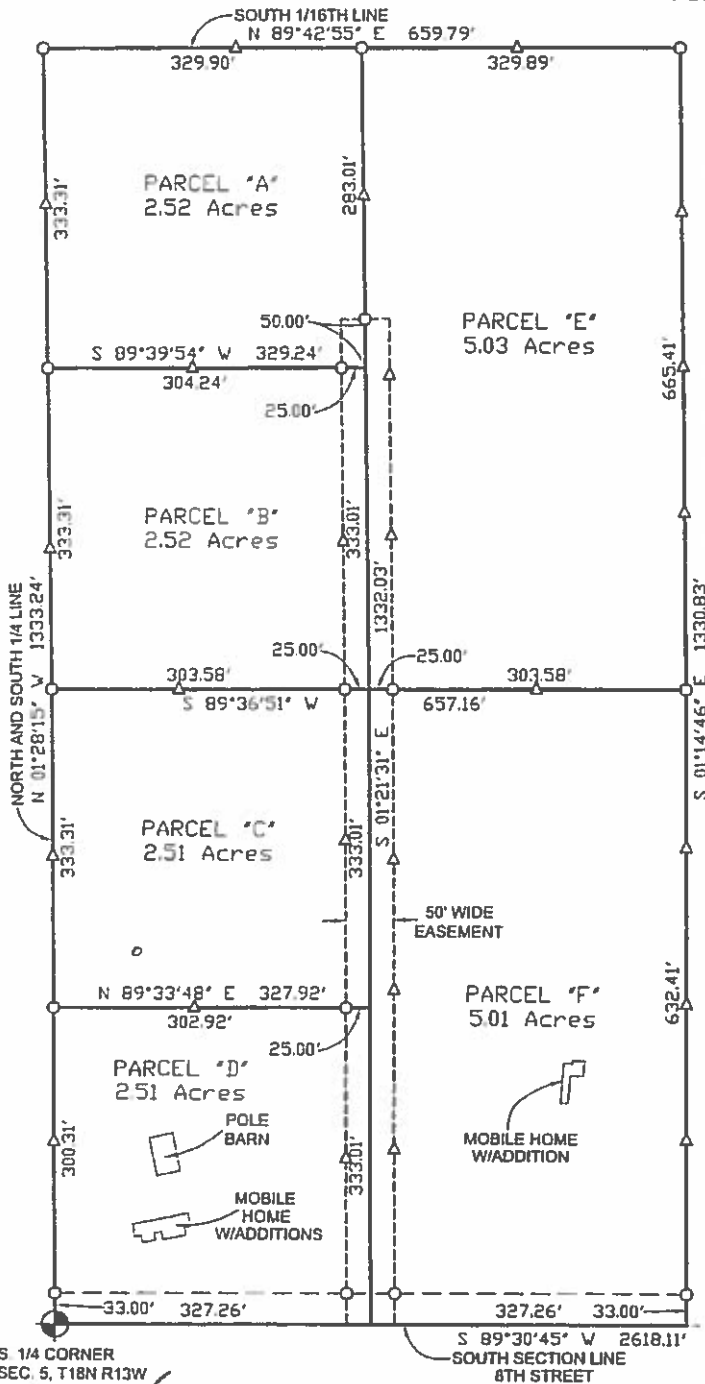 SOUTH 1/16TH LINE
N 89°42'55" E 659.79'
329.90'
329.89'
333.31'
PARCEL "A"
2.52 Acres
283.01'
50.00'
PARCEL "E"
5.03 Acres
665.41'
S 89°39'54" W 329.24'
304.24'
25.00'
333.31'
PARCEL "B"
2.52 Acres
333.01'
1332.03'
NORTH AND SOUTH 1/4 LINE
N 01°28'15" W 1333.24'
S 01°14'46" E 1330.83'
25.00'
25.00'
303.58'
303.58'
S 89°36'51" W
657.16'
S 01°21'31" E
333.31'
PARCEL "C"
2.51 Acres
333.01'
50' WIDE
EASEMENT
N 89°33'48" E 327.92'
302.92'
25.00'
PARCEL "F"
5.01 Acres
632.41'
PARCEL "D"
2.51 Acres
300.31'
POLE
BARN
333.01'
MOBILE HOME
W/ADDITION
MOBILE
HOME
W/ADDITIONS
33.00'
327.26'
327.26'
33.00'
S 89°30'45" W 2618.11'
S. 1/4 CORNER
SEC. 5, T18N R13W
SOUTH SECTION LINE
8TH STREET